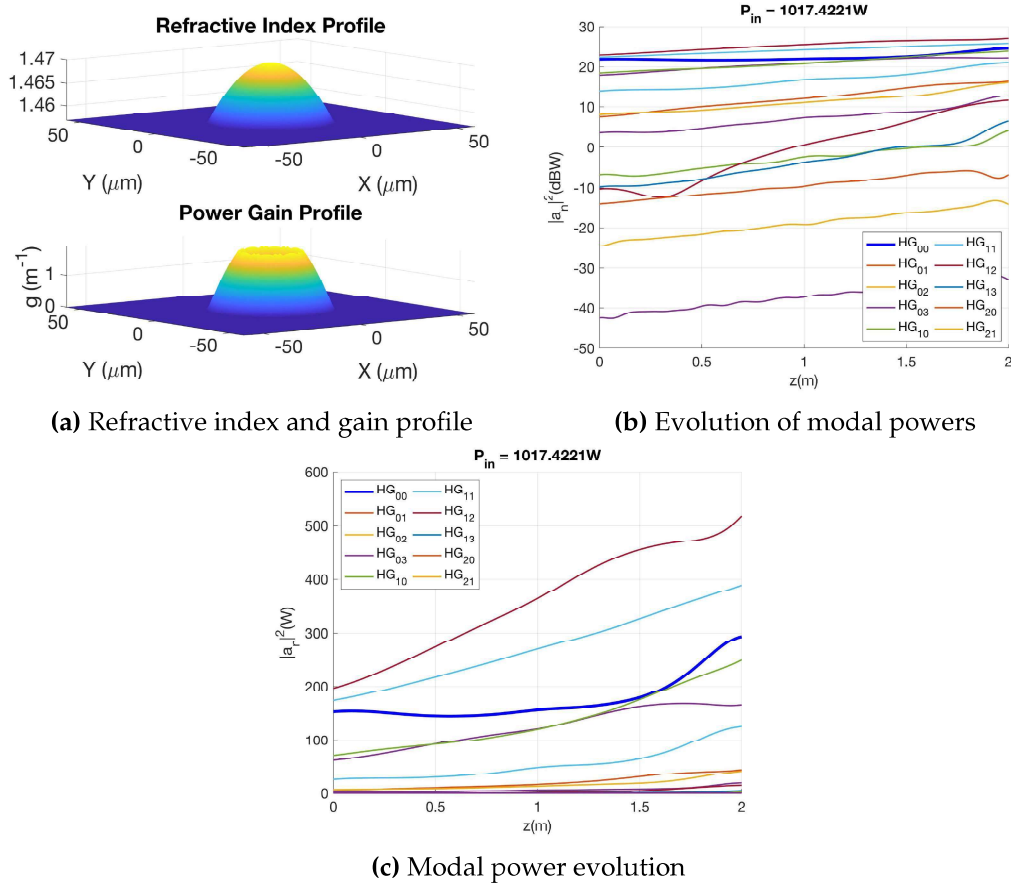 Refractive Index Profile
1.47
1.465
1.46
50
0
-50
-50
0
50
Y (μm)
X (μm)
Power Gain Profile
g (m⁻¹)
1
0
50
0
-50
-50
0
50
Y (μm)
X (μm)
(a) Refractive index and gain profile
P_in = 1017.4221W
|a_n|²(dBW)
30
20
10
0
-10
-20
-30
-40
-50
HG₀₀ HG₁₁
HG₀₁ HG₁₂
HG₀₂ HG₁₃
HG₀₃ HG₂₀
HG₁₀ HG₂₁
0 0.5 1 1.5 2
z(m)
(b) Evolution of modal powers
P_in = 1017.4221W
|a_r|²(W)
600
500
400
300
200
100
0
HG₀₀ HG₁₁
HG₀₁ HG₁₂
HG₀₂ HG₁₃
HG₀₃ HG₂₀
HG₁₀ HG₂₁
0 0.5 1 1.5 2
z(m)
(c) Modal power evolution